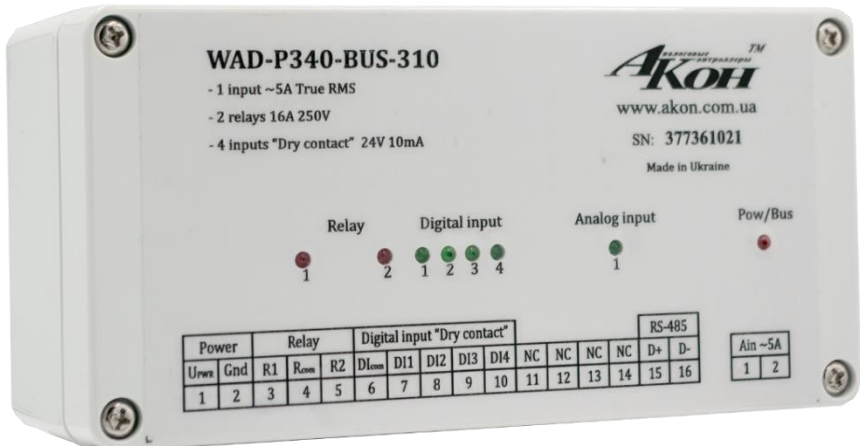 WAD-P340-BUS-310
- 1 input ~5A True RMS
- 2 relays 16A 250V
- 4 inputs "Dry contact" 24V 10mA
Акон TM
www.akon.com.ua
SN: 377361021
Made in Ukraine
Relay Digital input Analog input Pow/Bus
1 2 1 2 3 4 1
RS-485
Power Relay Digital input "Dry contact" Ain ~5A
UPWR Gnd R1 Rcom R2 DIcom DI1 DI2 DI3 DI4 NC NC NC NC D+ D-
1 2 3 4 5 6 7 8 9 10 11 12 13 14 15 16 1 2